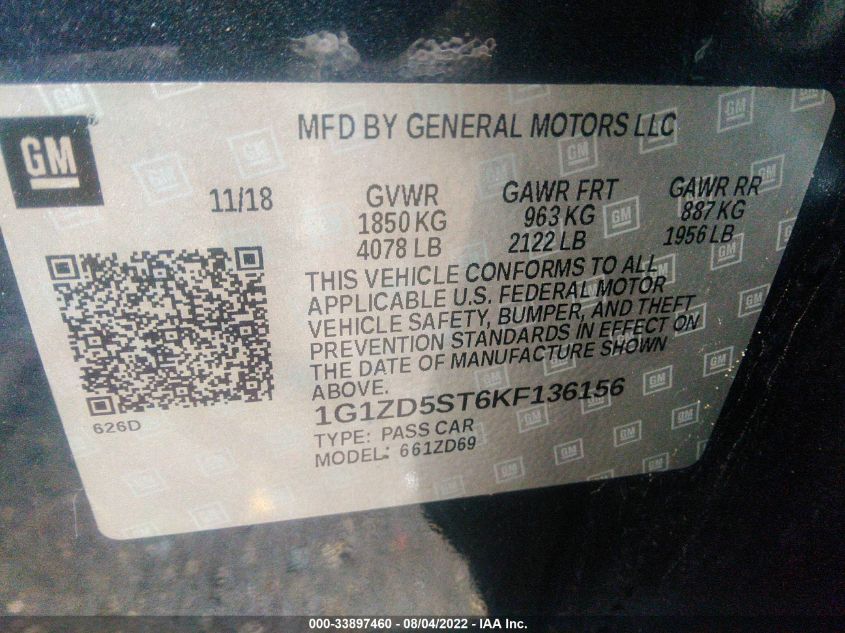 MFD BY GENERAL MOTORS LLC
GM
11/18 GVWR GAWR FRT GAWR RR
1850 KG 963 KG 887 KG
4078 LB 2122 LB 1956 LB
THIS VEHICLE CONFORMS TO ALL
APPLICABLE U.S. FEDERAL MOTOR
VEHICLE SAFETY, BUMPER, AND THEFT
PREVENTION STANDARDS IN EFFECT ON
THE DATE OF MANUFACTURE SHOWN
ABOVE.
1G1ZD5ST6KF136156
626D
TYPE: PASS CAR
MODEL: 661ZD69
000-33897460 - 08/04/2022 - IAA Inc.